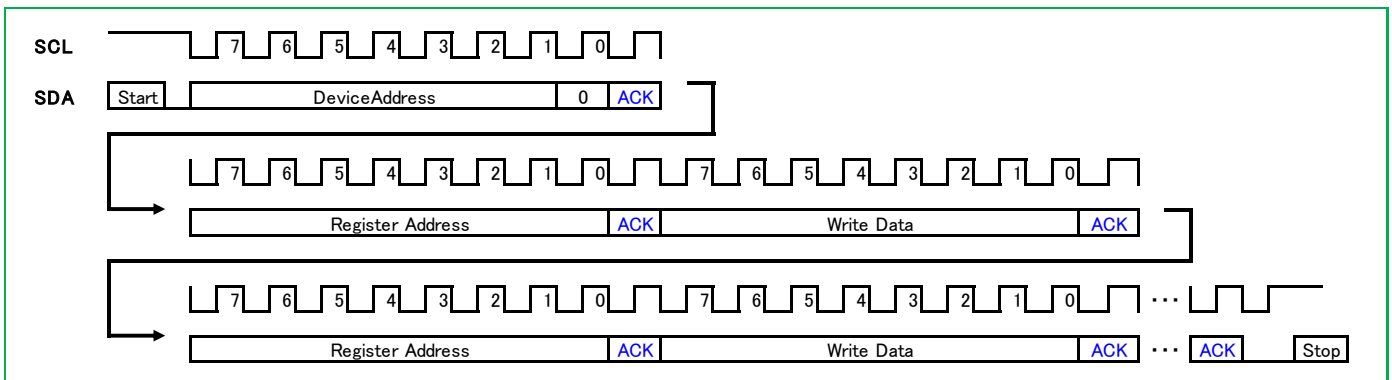 SCL 7 6 5 4 3 2 1 0
SDA Start DeviceAddress 0 ACK
7 6 5 4 3 2 1 0 7 6 5 4 3 2 1 0
Register Address ACK Write Data ACK
7 6 5 4 3 2 1 0 7 6 5 4 3 2 1 0 ···
Register Address ACK Write Data ACK ··· ACK Stop